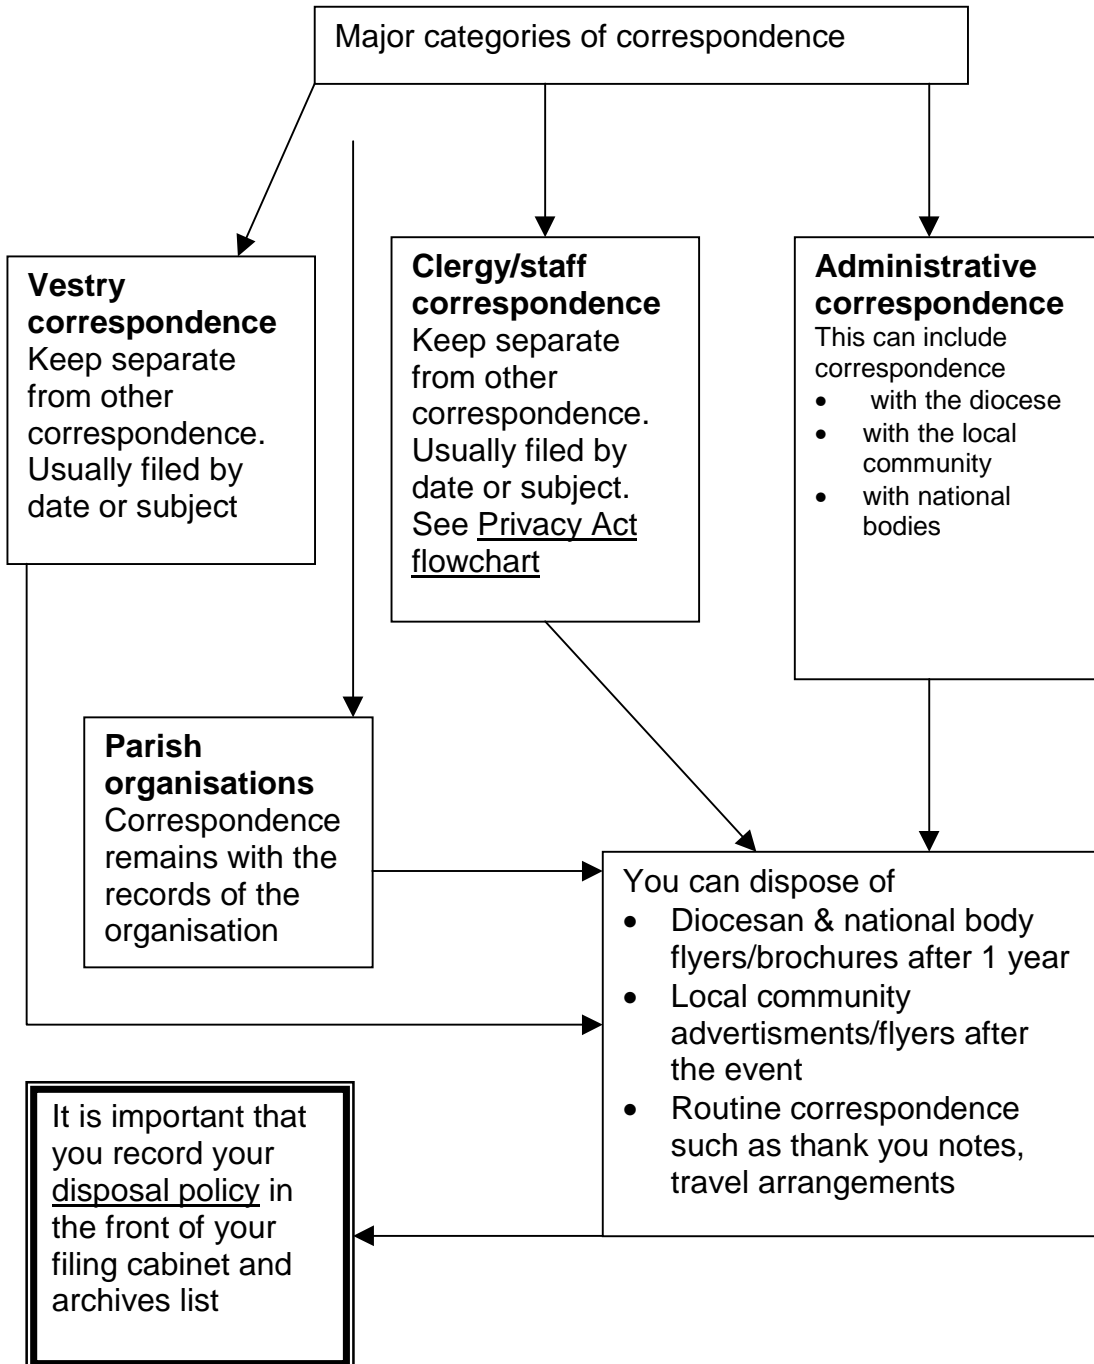 Major categories of correspondence
Vestry
correspondence
Keep separate
from other
correspondence.
Usually filed by
date or subject
Clergy/staff
correspondence
Keep separate
from other
correspondence.
Usually filed by
date or subject.
See Privacy Act
flowchart
Administrative
correspondence
This can include
correspondence
• with the diocese
• with the local
community
• with national
bodies
Parish
organisations
Correspondence
remains with the
records of the
organisation
You can dispose of
• Diocesan & national body
flyers/brochures after 1 year
• Local community
advertisments/flyers after
the event
• Routine correspondence
such as thank you notes,
travel arrangements
It is important that
you record your
disposal policy in
the front of your
filing cabinet and
archives list